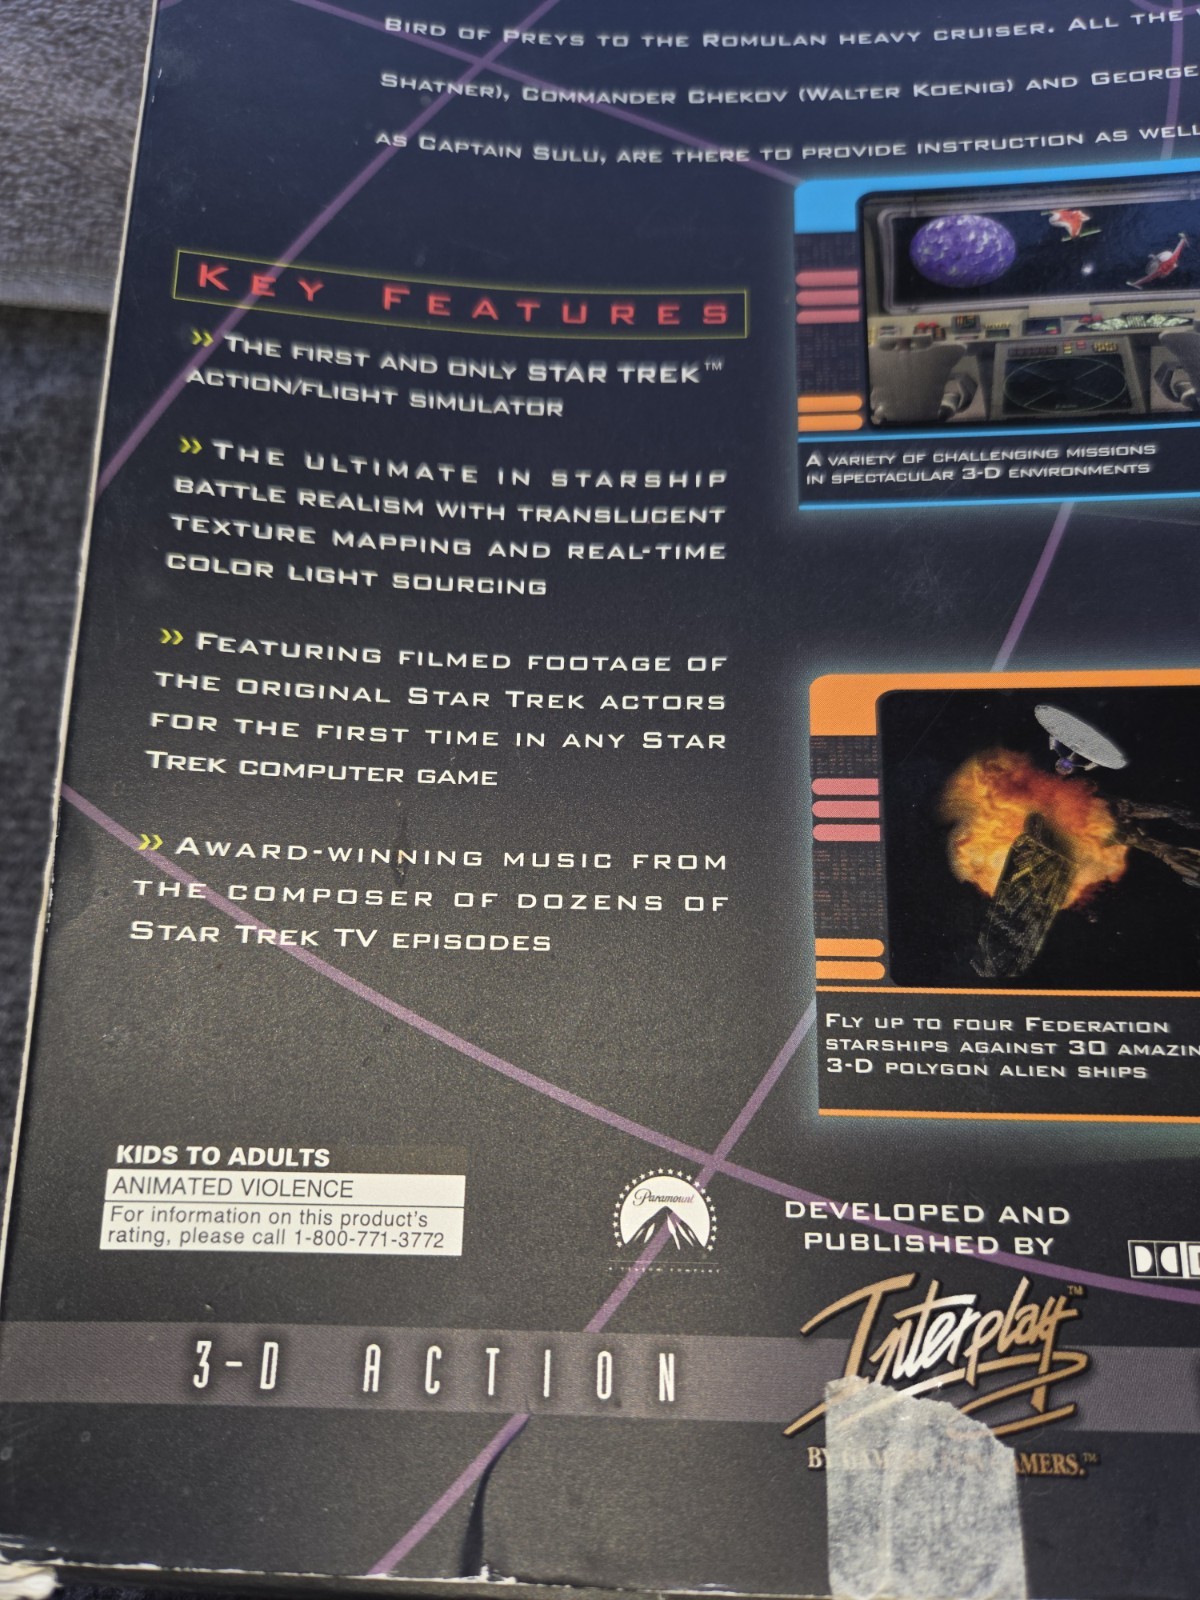 BIRD OF PREYS TO THE ROMULAN HEAVY CRUISER. ALL THE
SHATNER), COMMANDER CHEKOV (WALTER KOENIG) AND GEORGE
AS CAPTAIN SULU, ARE THERE TO PROVIDE INSTRUCTION AS WELL
KEY FEATURES
» THE FIRST AND ONLY STAR TREK™
ACTION/FLIGHT SIMULATOR
» THE ULTIMATE IN STARSHIP
BATTLE REALISM WITH TRANSLUCENT
TEXTURE MAPPING AND REAL-TIME
COLOR LIGHT SOURCING
» FEATURING FILMED FOOTAGE OF
THE ORIGINAL STAR TREK ACTORS
FOR THE FIRST TIME IN ANY STAR
TREK COMPUTER GAME
» AWARD-WINNING MUSIC FROM
THE COMPOSER OF DOZENS OF
STAR TREK TV EPISODES
A VARIETY OF CHALLENGING MISSIONS
IN SPECTACULAR 3-D ENVIRONMENTS
FLY UP TO FOUR FEDERATION
STARSHIPS AGAINST 30 AMAZIN
3-D POLYGON ALIEN SHIPS
KIDS TO ADULTS
ANIMATED VIOLENCE
For information on this product's
rating, please call 1-800-771-3772
Paramount
DEVELOPED AND
PUBLISHED BY
Interplay™
BY AMERS.™
3-D ACTION